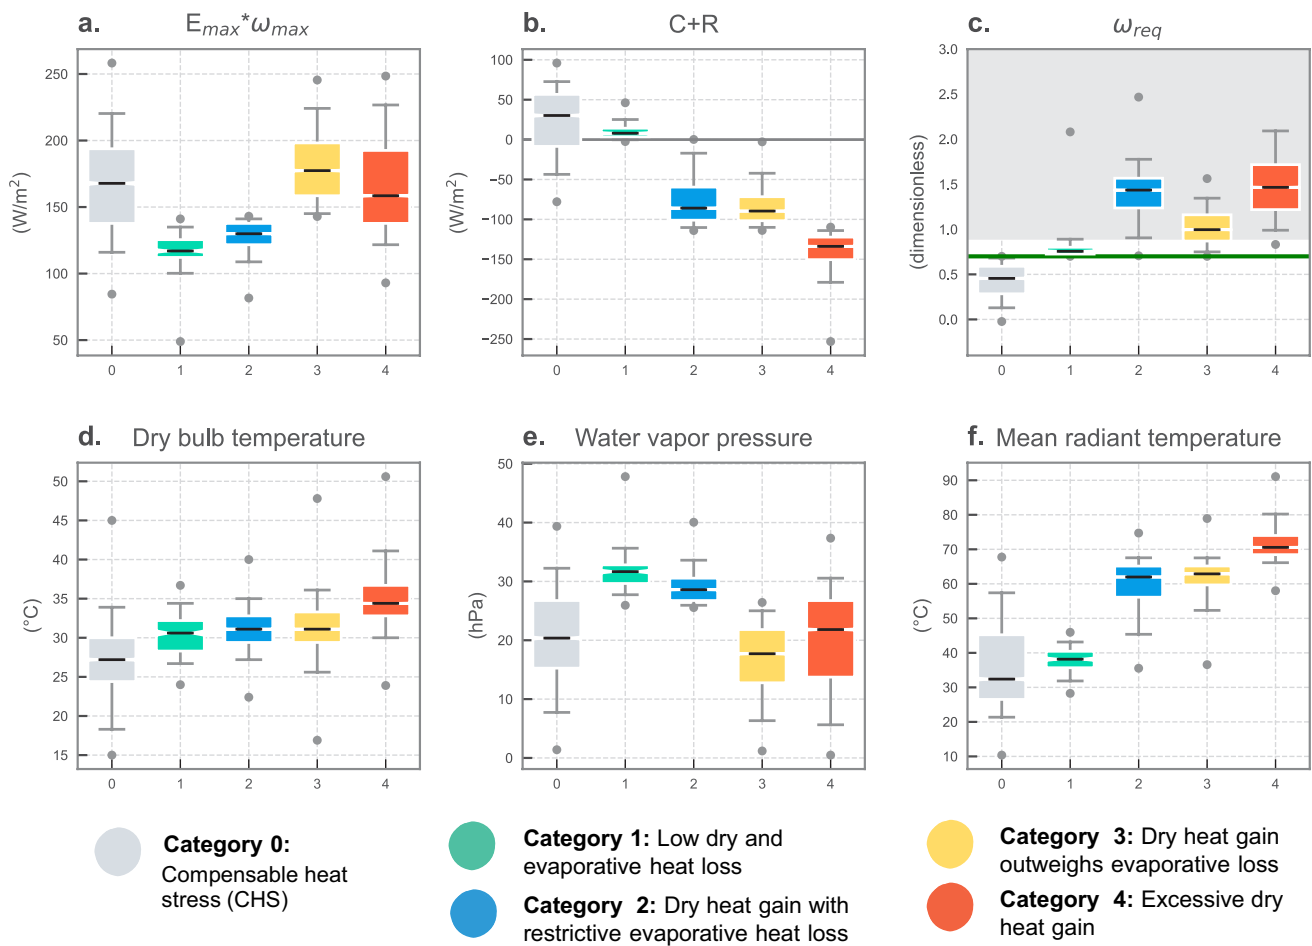 a. E_max*ω_max
b. C+R
c. ω_req
(W/m²)
250
200
150
100
50
0 1 2 3 4
(W/m²)
100
50
0
−50
−100
−150
−200
−250
0 1 2 3 4
(dimensionless)
3.0
2.5
2.0
1.5
1.0
0.5
0.0
0 1 2 3 4
d. Dry bulb temperature
e. Water vapor pressure
f. Mean radiant temperature
(°C)
50
45
40
35
30
25
20
15
0 1 2 3 4
(hPa)
50
40
30
20
10
0
0 1 2 3 4
(°C)
90
80
70
60
50
40
30
20
10
0 1 2 3 4
Category 0:
Compensable heat
stress (CHS)
Category 1: Low dry and
evaporative heat loss
Category 2: Dry heat gain with
restrictive evaporative heat loss
Category 3: Dry heat gain
outweighs evaporative loss
Category 4: Excessive dry
heat gain